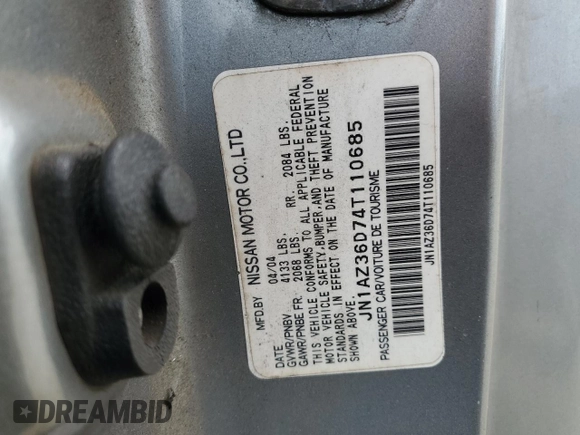 MFD.BY NISSAN MOTOR CO.,LTD
DATE 04/04
GVWR/PNBV 4133 LBS.
GAWR/PNBE FR. 2068 LBS. RR. 2084 LBS.
THIS VEHICLE CONFORMS TO ALL APPLICABLE FEDERAL
MOTOR VEHICLE SAFETY,BUMPER,AND THEFT PREVENTION
STANDARDS IN EFFECT ON THE DATE OF MANUFACTURE
SHOWN ABOVE.
JN1AZ36D74T110685
PASSENGER CAR/VOITURE DE TOURISME
JN1AZ36D74T110685
DREAMBID